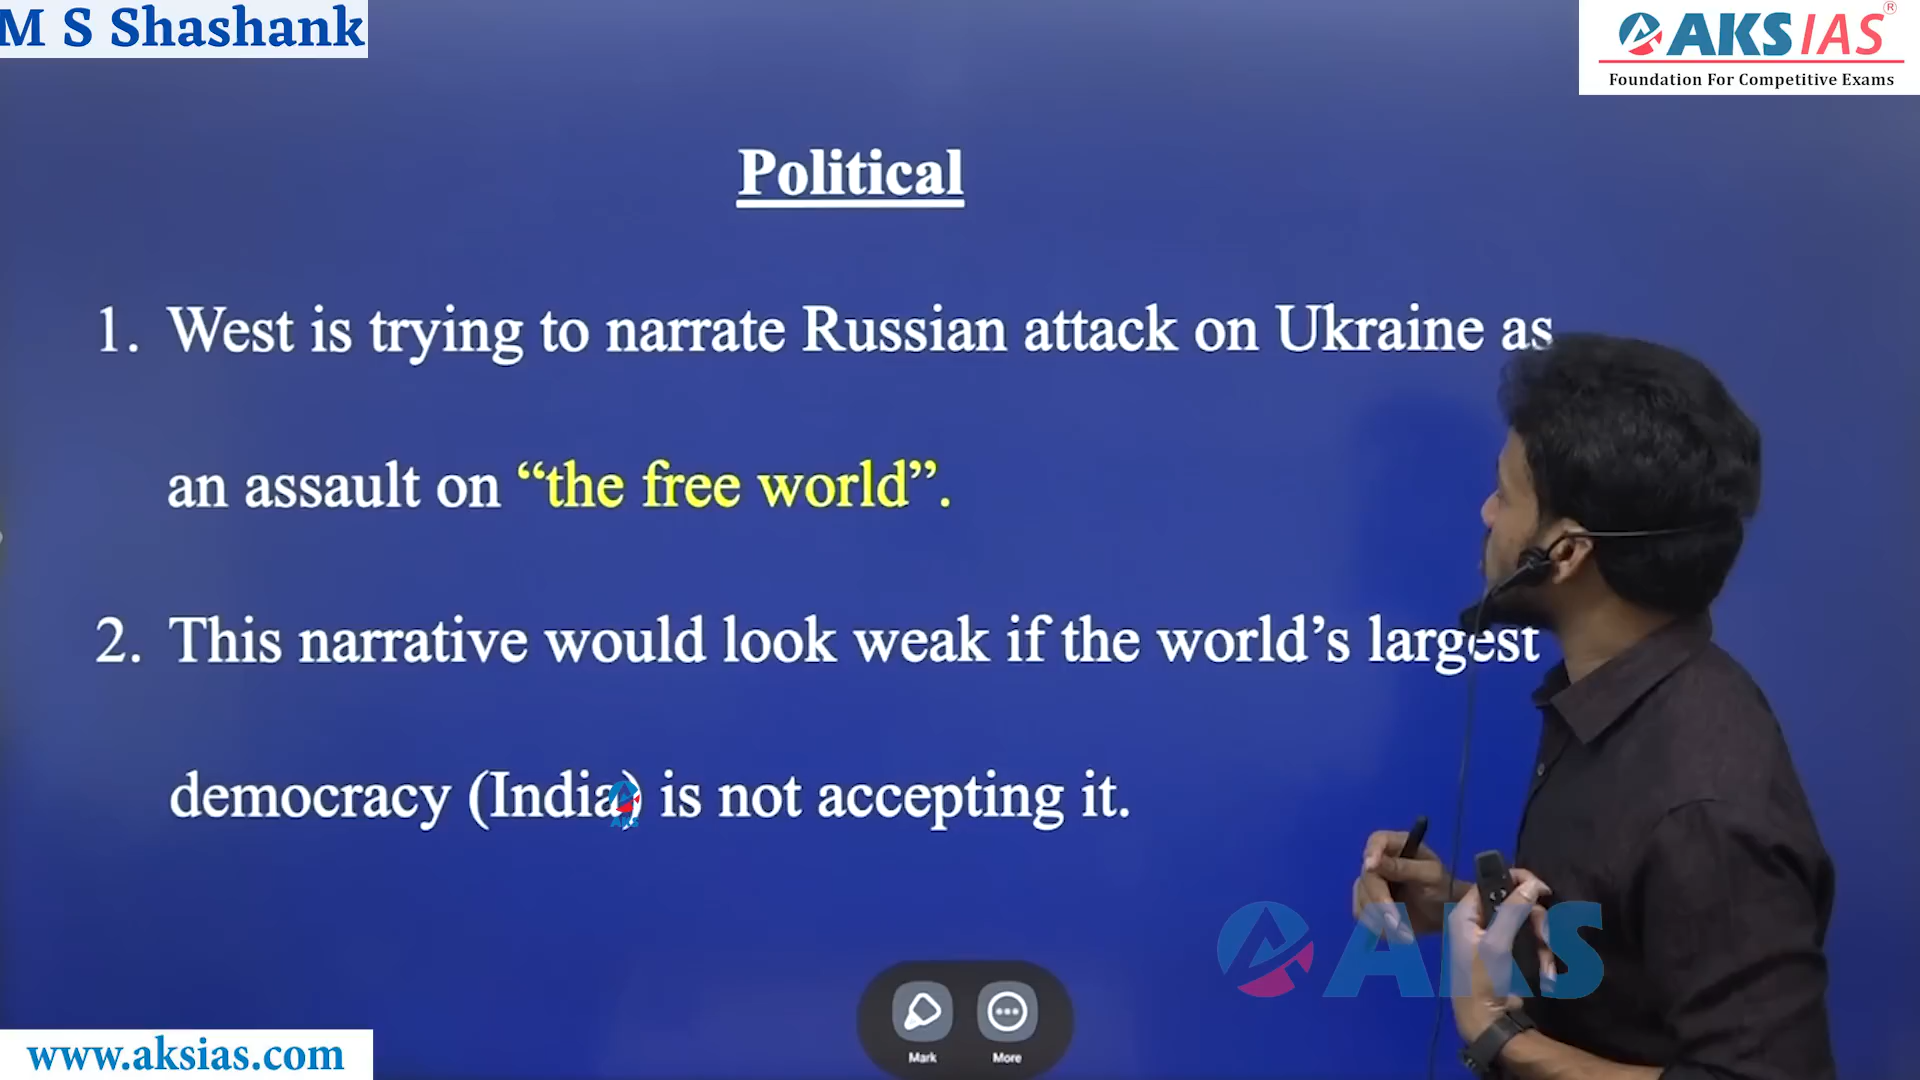 M S Shashank
AKS IAS®
Foundation For Competitive Exams
Political
1. West is trying to narrate Russian attack on Ukraine as
an assault on “the free world”.
2. This narrative would look weak if the world’s largest
democracy (India) is not accepting it.
AKS
AKS
Mark
More
www.aksias.com